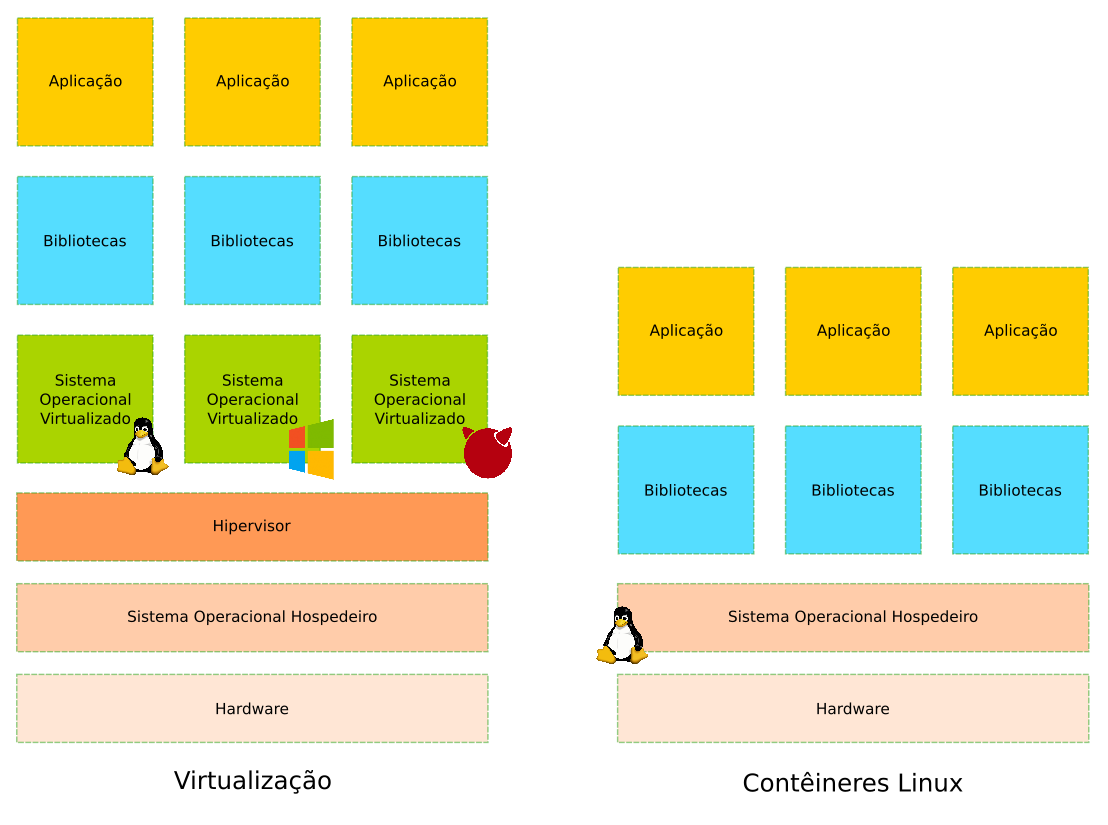 Aplicação
Aplicação
Aplicação
Bibliotecas
Bibliotecas
Bibliotecas
Sistema
Operacional
Virtualizado
Sistema
Operacional
Virtualizado
Sistema
Operacional
Virtualizado
Hipervisor
Sistema Operacional Hospedeiro
Hardware
Virtualização
Aplicação
Aplicação
Aplicação
Bibliotecas
Bibliotecas
Bibliotecas
Sistema Operacional Hospedeiro
Hardware
Contêineres Linux